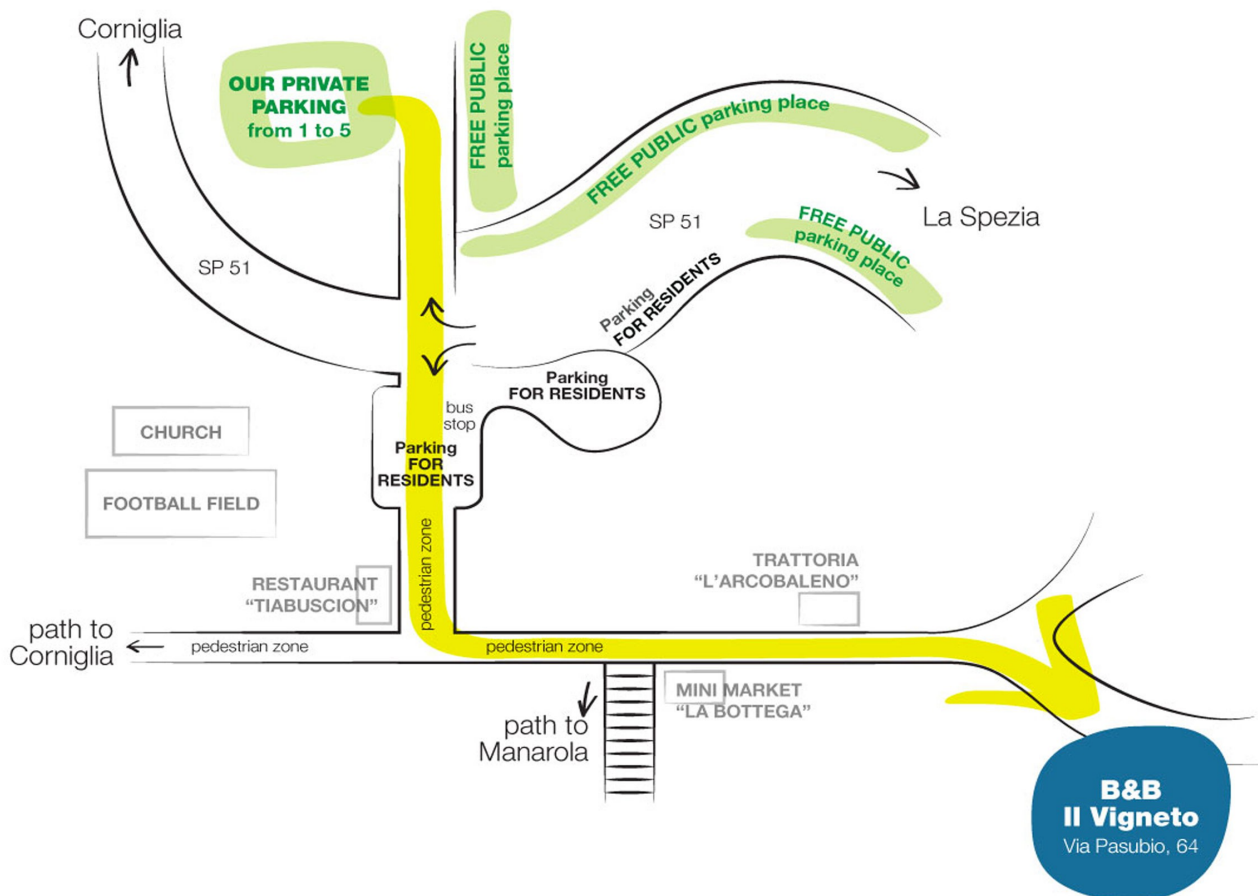 Corniglia
OUR PRIVATE
PARKING
from 1 to 5
FREE PUBLIC
parking place
FREE PUBLIC parking place
La Spezia
SP 51
FREE PUBLIC
parking place
SP 51
Parking
FOR RESIDENTS
Parking
FOR RESIDENTS
bus
stop
Parking
FOR
RESIDENTS
CHURCH
FOOTBALL FIELD
pedestrian zone
RESTAURANT
“TIABUSCION”
TRATTORIA
“L’ARCOBALENO”
path to
Corniglia
pedestrian zone
pedestrian zone
MINI MARKET
“LA BOTTEGA”
path to
Manarola
B&B
Il Vigneto
Via Pasubio, 64